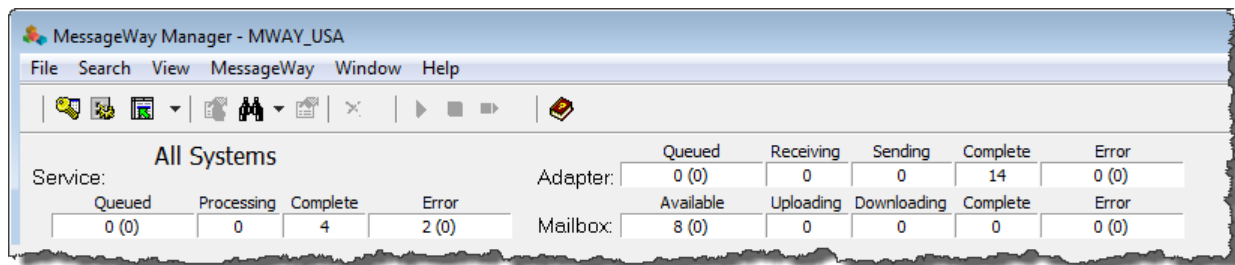 MessageWay Manager - MWAY_USA
File Search View MessageWay Window Help
All Systems
Service:
Queued Processing Complete Error
0 (0) 0 4 2 (0)
Queued Receiving Sending Complete Error
Adapter: 0 (0) 0 0 14 0 (0)
Available Uploading Downloading Complete Error
Mailbox: 8 (0) 0 0 0 0 (0)